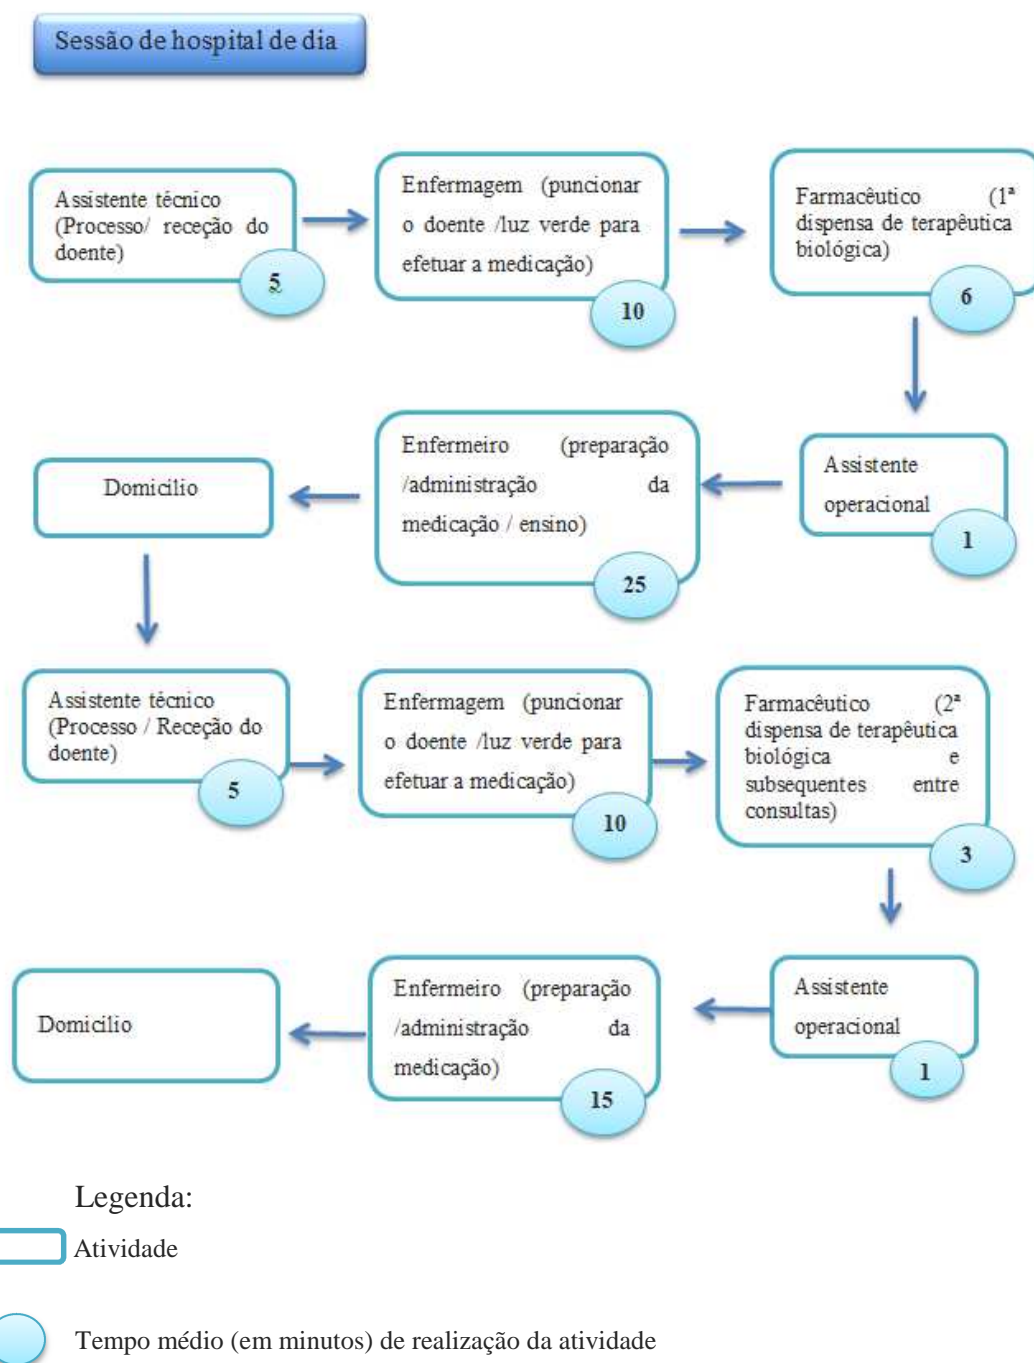 Sessão de hospital de dia
Assistente técnico
(Processo/ receção do
doente)
5
Enfermagem (puncionar
o doente /luz verde para
efetuar a medicação)
10
Farmacêutico (1ª
dispensa de terapêutica
biológica)
6
Assistente
operacional
1
Enfermeiro (preparação
/administração da
medicação / ensino)
25
Domicílio
Assistente técnico
(Processo / Receção do
doente)
5
Enfermagem (puncionar
o doente /luz verde para
efetuar a medicação)
10
Farmacêutico (2ª
dispensa de terapêutica
biológica e
subsequentes entre
consultas)
3
Assistente
operacional
1
Enfermeiro (preparação
/administração da
medicação)
15
Domicílio
Legenda:
Atividade
Tempo médio (em minutos) de realização da atividade